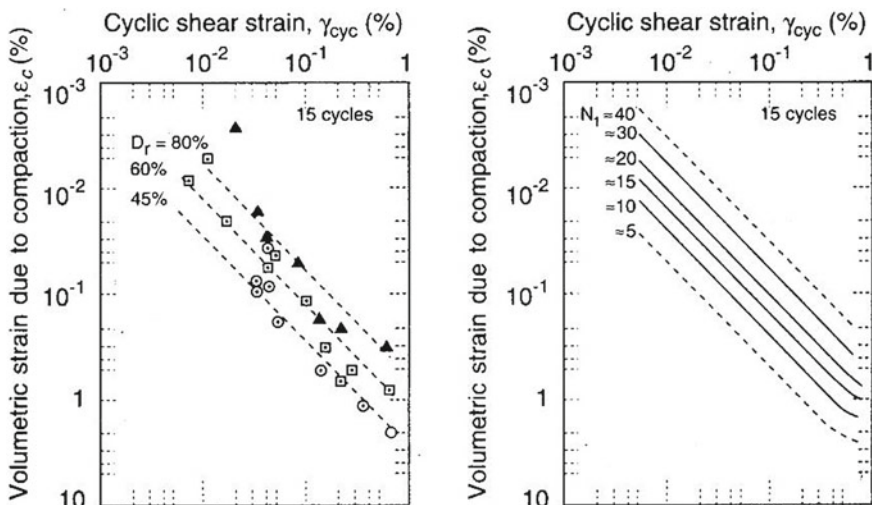 Cyclic shear strain, γcyc (%)
10-3 10-2 10-1 1
Volumetric strain due to compaction, εc (%)
10-3
10-2
10-1
1
10
15 cycles
Dr = 80%
60%
45%
Cyclic shear strain, γcyc (%)
10-3 10-2 10-1 1
Volumetric strain due to compaction, εc (%)
10-3
10-2
10-1
1
10
15 cycles
N1 ≈ 40
≈30
≈20
≈15
≈10
≈5